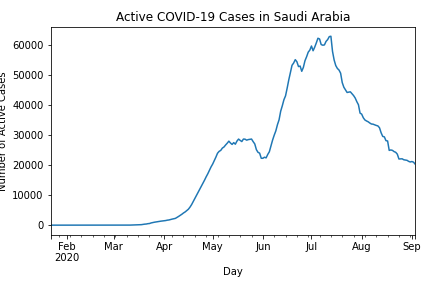 Active COVID-19 Cases in Saudi Arabia
Number of Active Cases
60000
50000
40000
30000
20000
10000
0
Feb Mar Apr May Jun Jul Aug Sep
2020
Day